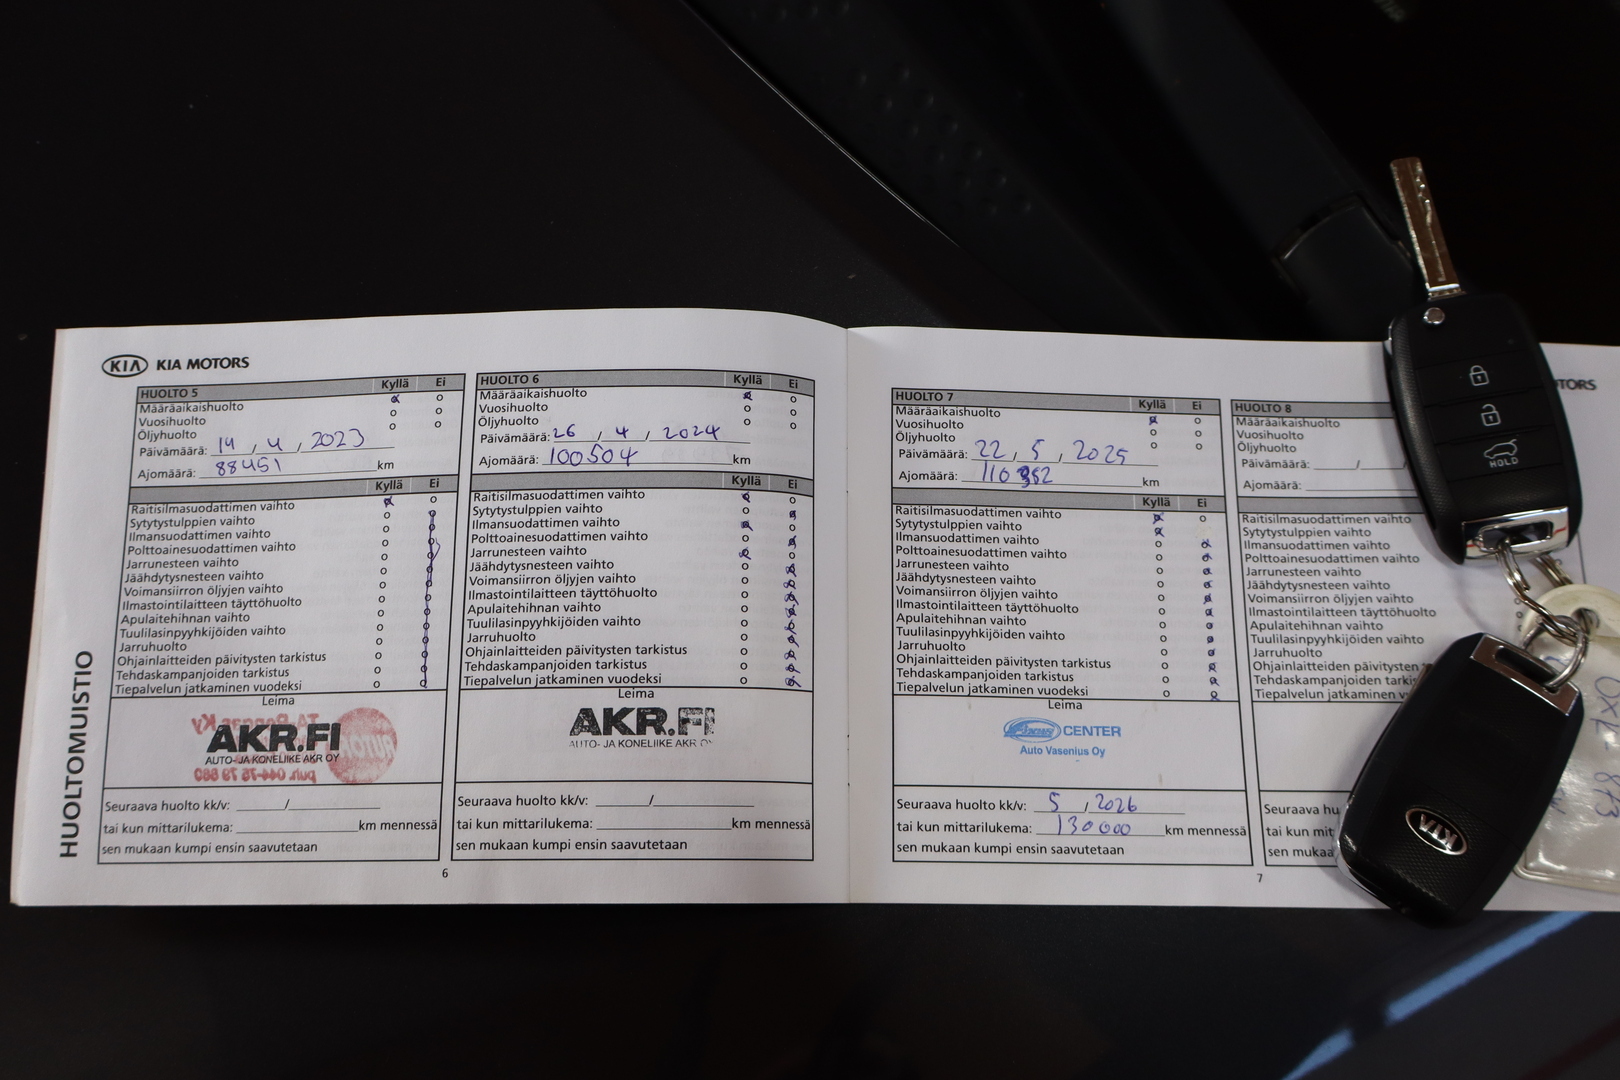 KIA KIA MOTORS
HUOLTOMUISTIO
HUOLTO 5 Kyllä Ei
Määräaikaishuolto
Vuosihuolto
Öljyhuolto
Päivämäärä: 14 , 4 , 2023
Ajomäärä: 88451 km
Kyllä Ei
Raitisilmasuodattimen vaihto
Sytytystulppien vaihto
Ilmansuodattimen vaihto
Polttoainesuodattimen vaihto
Jarrunesteen vaihto
Jäähdytysnesteen vaihto
Voimansiirron öljyjen vaihto
Ilmastointilaitteen täyttöhuolto
Apulaitehihnan vaihto
Tuulilasinpyyhkijöiden vaihto
Jarruhuolto
Ohjainlaitteiden päivitysten tarkistus
Tehdaskampanjoiden tarkistus
Tiepalvelun jatkaminen vuodeksi
Leima
AKR.FI
AUTO- JA KONELIIKE AKR OY
Seuraava huolto kk/v: /
tai kun mittarilukema: km mennessä
sen mukaan kumpi ensin saavutetaan
HUOLTO 6 Kyllä Ei
Määräaikaishuolto
Vuosihuolto
Öljyhuolto
Päivämäärä: 26 / 4 / 2024
Ajomäärä: 100504 km
Kyllä Ei
Raitisilmasuodattimen vaihto
Sytytystulppien vaihto
Ilmansuodattimen vaihto
Polttoainesuodattimen vaihto
Jarrunesteen vaihto
Jäähdytysnesteen vaihto
Voimansiirron öljyjen vaihto
Ilmastointilaitteen täyttöhuolto
Apulaitehihnan vaihto
Tuulilasinpyyhkijöiden vaihto
Jarruhuolto
Ohjainlaitteiden päivitysten tarkistus
Tehdaskampanjoiden tarkistus
Tiepalvelun jatkaminen vuodeksi
Leima
AKR.FI
AUTO- JA KONELIIKE AKR OY
Seuraava huolto kk/v: /
tai kun mittarilukema: km mennessä
sen mukaan kumpi ensin saavutetaan
6
HUOLTO 7 Kyllä Ei
Määräaikaishuolto
Vuosihuolto
Öljyhuolto
Päivämäärä: 22 , 5 , 2025
Ajomäärä: km
Kyllä Ei
Raitisilmasuodattimen vaihto
Sytytystulppien vaihto
Ilmansuodattimen vaihto
Polttoainesuodattimen vaihto
Jarrunesteen vaihto
Jäähdytysnesteen vaihto
Voimansiirron öljyjen vaihto
Ilmastointilaitteen täyttöhuolto
Apulaitehihnan vaihto
Tuulilasinpyyhkijöiden vaihto
Jarruhuolto
Ohjainlaitteiden päivitysten tarkistus
Tehdaskampanjoiden tarkistus
Tiepalvelun jatkaminen vuodeksi
Leima
CENTER
Auto Vasenius Oy
Seuraava huolto kk/v: 5 / 2026
tai kun mittarilukema: 130000 km mennessä
sen mukaan kumpi ensin saavutetaan
7
HUOLTO 8
Määräaikaishuolto
Vuosihuolto
Öljyhuolto
Päivämäärä: / /
Ajomäärä:
Raitisilmasuodattimen vaihto
Sytytystulppien vaihto
Ilmansuodattimen vaihto
Polttoainesuodattimen vaihto
Jarrunesteen vaihto
Jäähdytysnesteen vaihto
Voimansiirron öljyjen vaihto
Ilmastointilaitteen täyttöhuolto
Apulaitehihnan vaihto
Tuulilasinpyyhkijöiden vaihto
Jarruhuolto
Ohjainlaitteiden päivitysten
Tehdaskampanjoiden
Tiepalvelun jatkaminen
Seuraava
tai kun
sen
HOLD
KIA